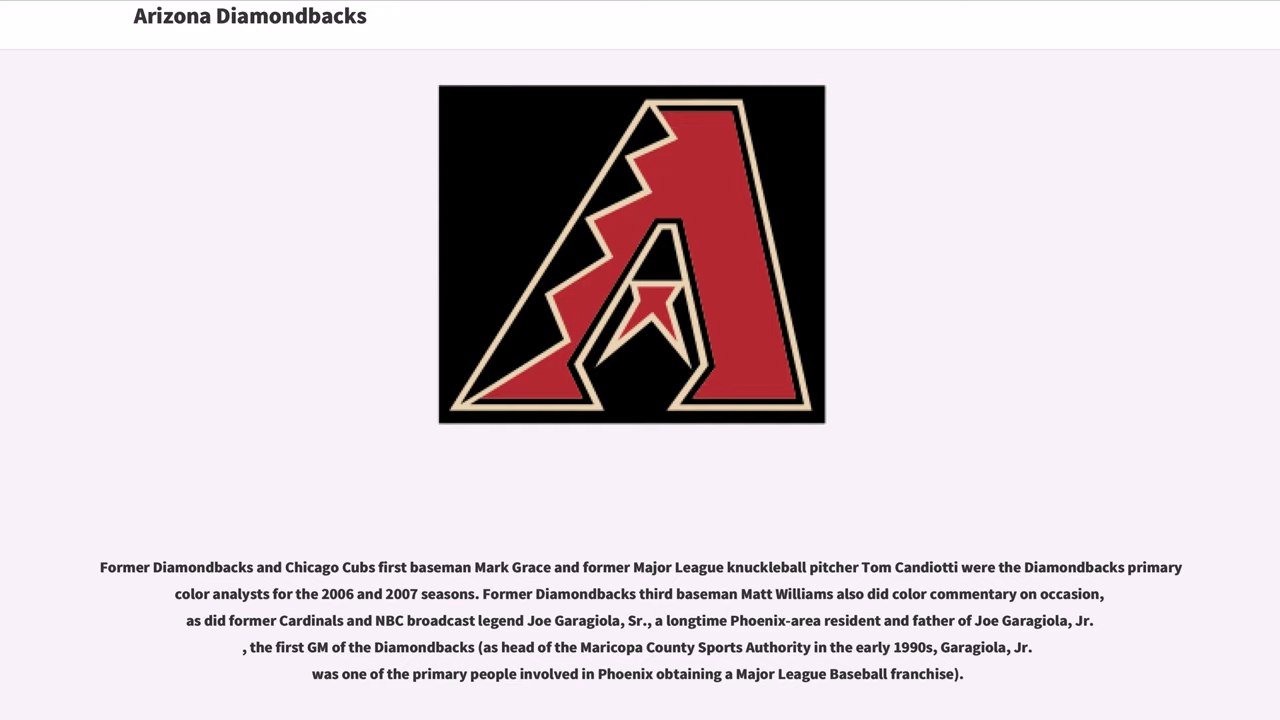 Arizona Diamondbacks
Former Diamondbacks and Chicago Cubs first baseman Mark Grace and former Major League knuckleball pitcher Tom Candiotti were the Diamondbacks primary
color analysts for the 2006 and 2007 seasons. Former Diamondbacks third baseman Matt Williams also did color commentary on occasion,
as did former Cardinals and NBC broadcast legend Joe Garagiola, Sr., a longtime Phoenix-area resident and father of Joe Garagiola, Jr.
, the first GM of the Diamondbacks (as head of the Maricopa County Sports Authority in the early 1990s, Garagiola, Jr.
was one of the primary people involved in Phoenix obtaining a Major League Baseball franchise).